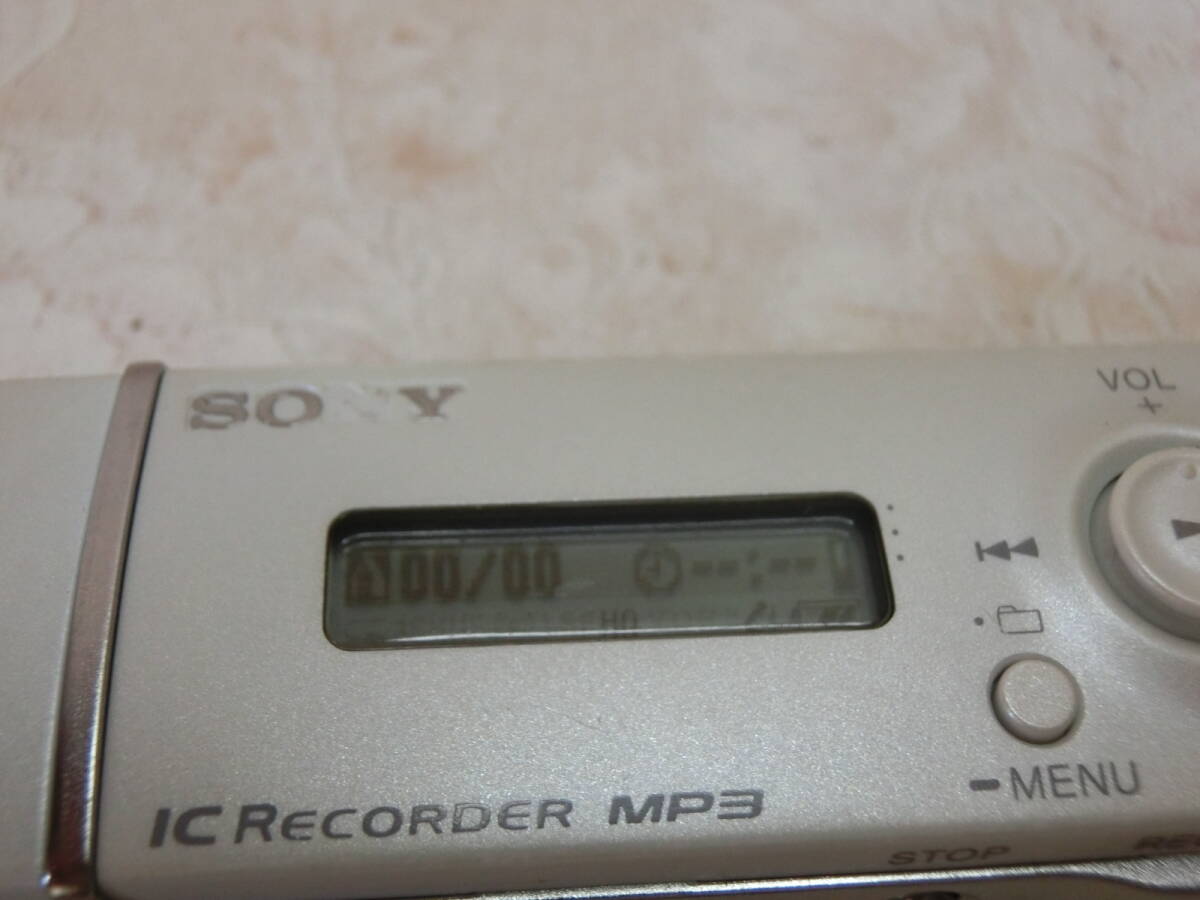 SONY
VOL
+
00/00 --:--
HQ
MENU
IC RECORDER MP3
STOP